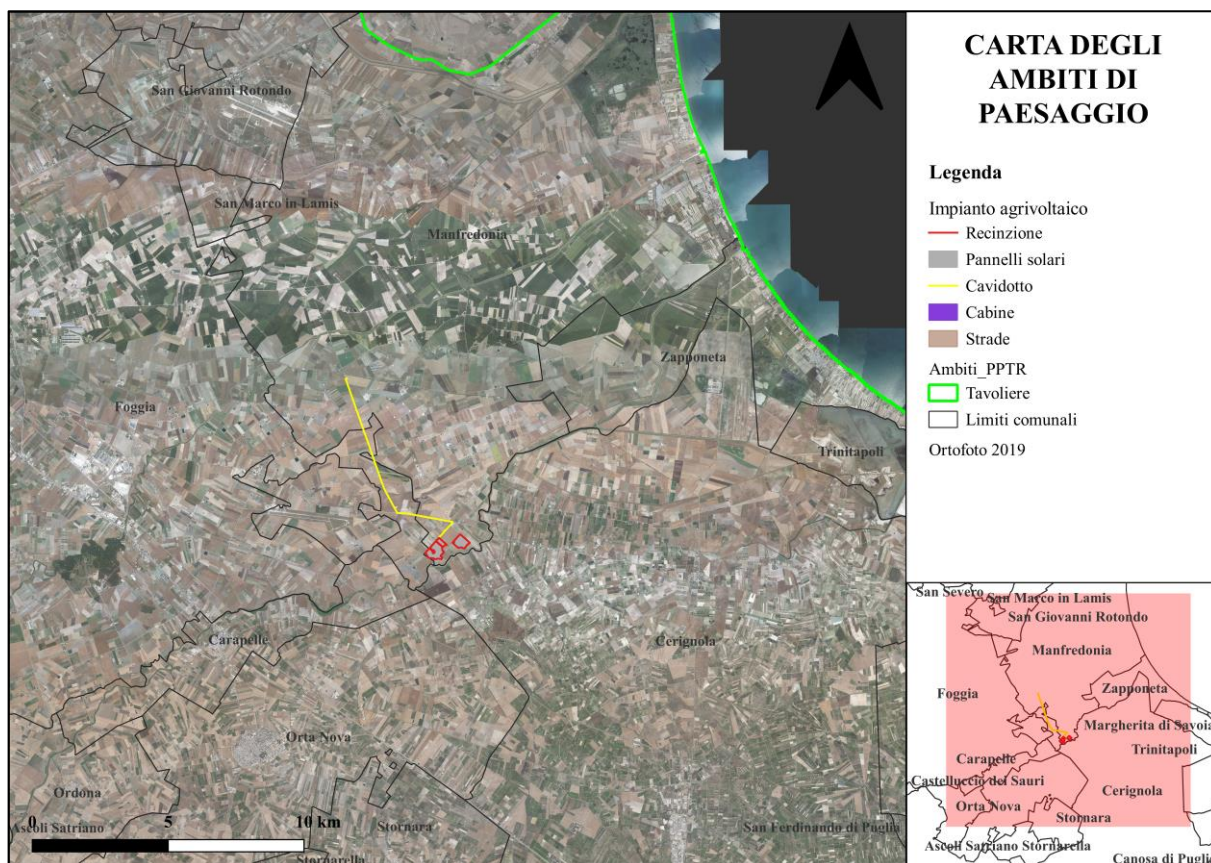 CARTA DEGLI
AMBITI DI
PAESAGGIO
Legenda
Impianto agrivoltaico
Recinzione
Pannelli solari
Cavidotto
Cabine
Strade
Ambiti_PPTR
Tavoliere
Limiti comunali
Ortofoto 2019
San Giovanni Rotondo
San Marco in Lamis
Manfredonia
Zapponeta
Foggia
Trinitapoli
Carapelle
Cerignola
Orta Nova
Ordona
Ascoli Satriano
Stornara
San Ferdinando di Puglia
Stornarella
0 5 10 km
San Severo
San Marco in Lamis
San Giovanni Rotondo
Manfredonia
Foggia
Zapponeta
Margherita di Savoia
Trinitapoli
Carapelle
Castelluccio dei Sauri
Cerignola
Orta Nova
Stornara
Ascoli Satriano
Stornarella
Canosa di Puglia